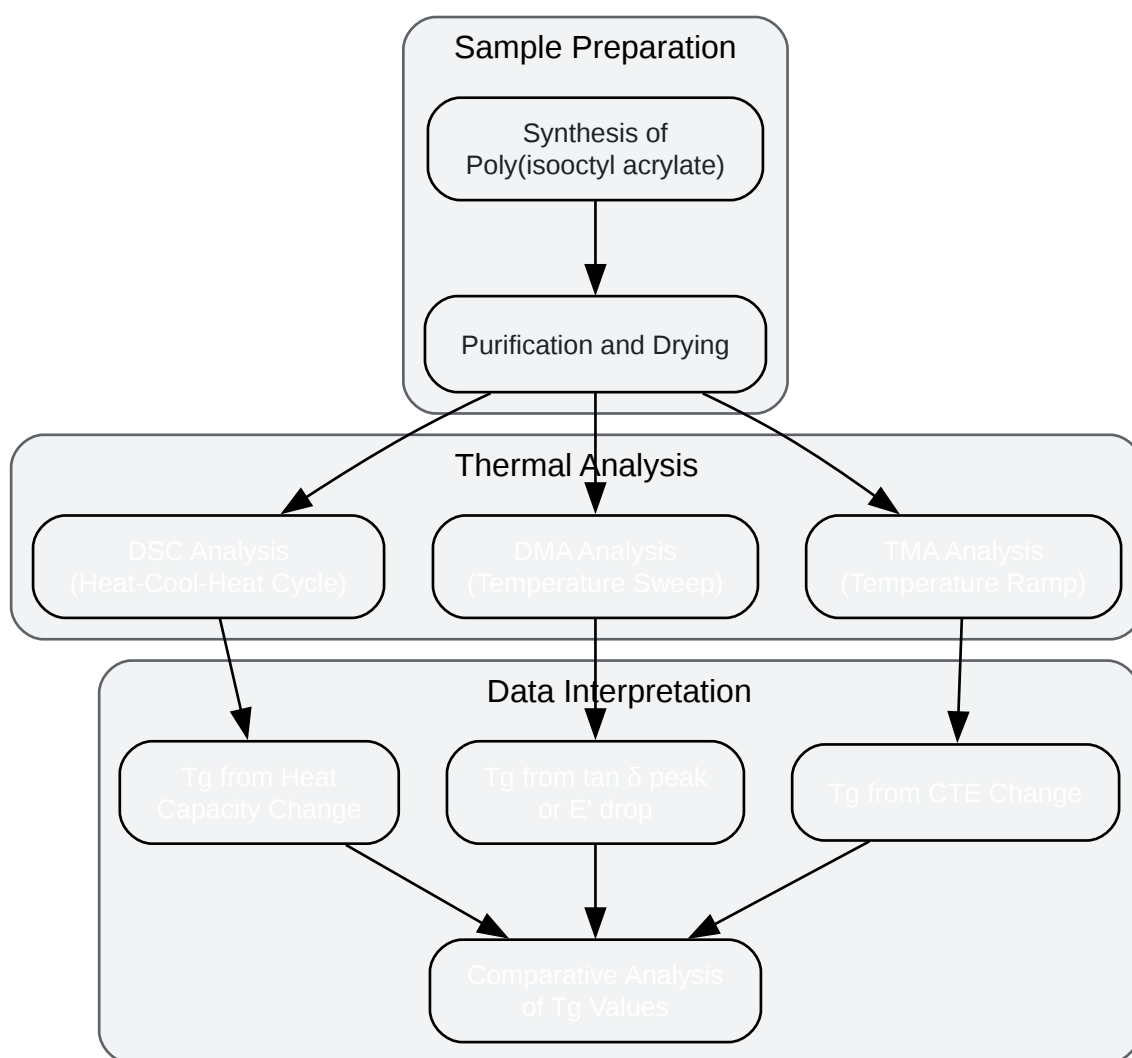 Sample Preparation
Synthesis of
Poly(isooctyl acrylate)
Purification and Drying
Thermal Analysis
DSC Analysis
(Heat-Cool-Heat Cycle)
DMA Analysis
(Temperature Sweep)
TMA Analysis
(Temperature Ramp)
Data Interpretation
Tg from Heat
Capacity Change
Tg from tan δ peak
or E' drop
Tg from CTE Change
Comparative Analysis
of Tg Values